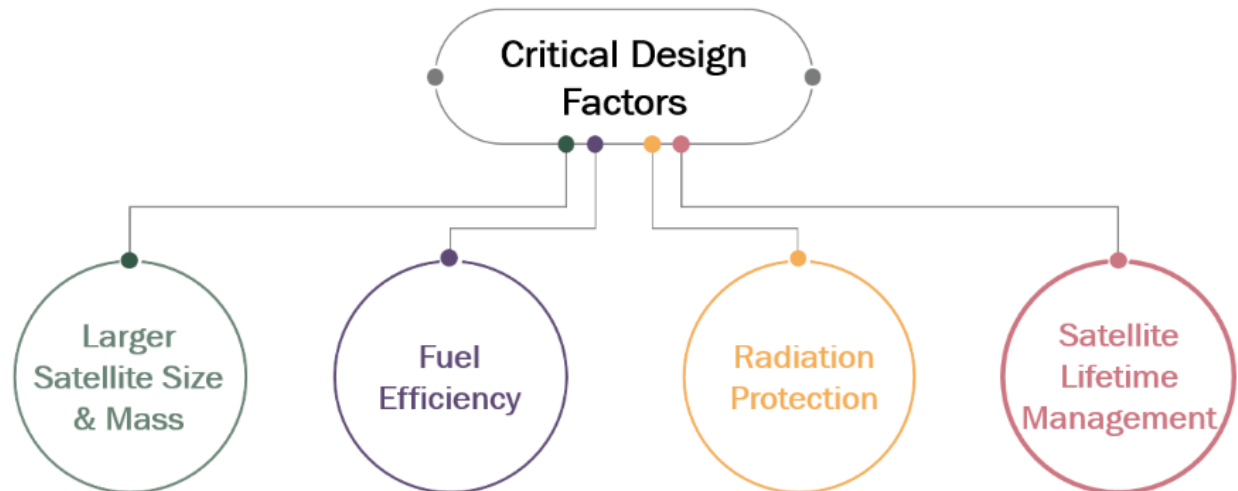 Critical Design
Factors
Larger
Satellite Size
& Mass
Fuel
Efficiency
Radiation
Protection
Satellite
Lifetime
Management